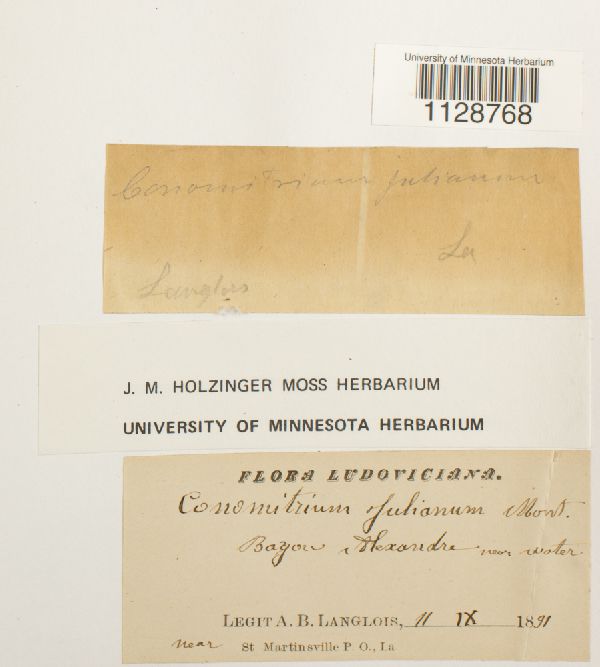 University of Minnesota Herbarium
1128768
Conomitrium Julianum
La
Langlois
J. M. HOLZINGER MOSS HERBARIUM
UNIVERSITY OF MINNESOTA HERBARIUM
FLORA LUDOVICIANA.
Conomitrium Julianum Mont.
Bayou Alexandre near water
LEGIT A. B. LANGLOIS, 11 IX 1891
near St Martinsville P. O., La